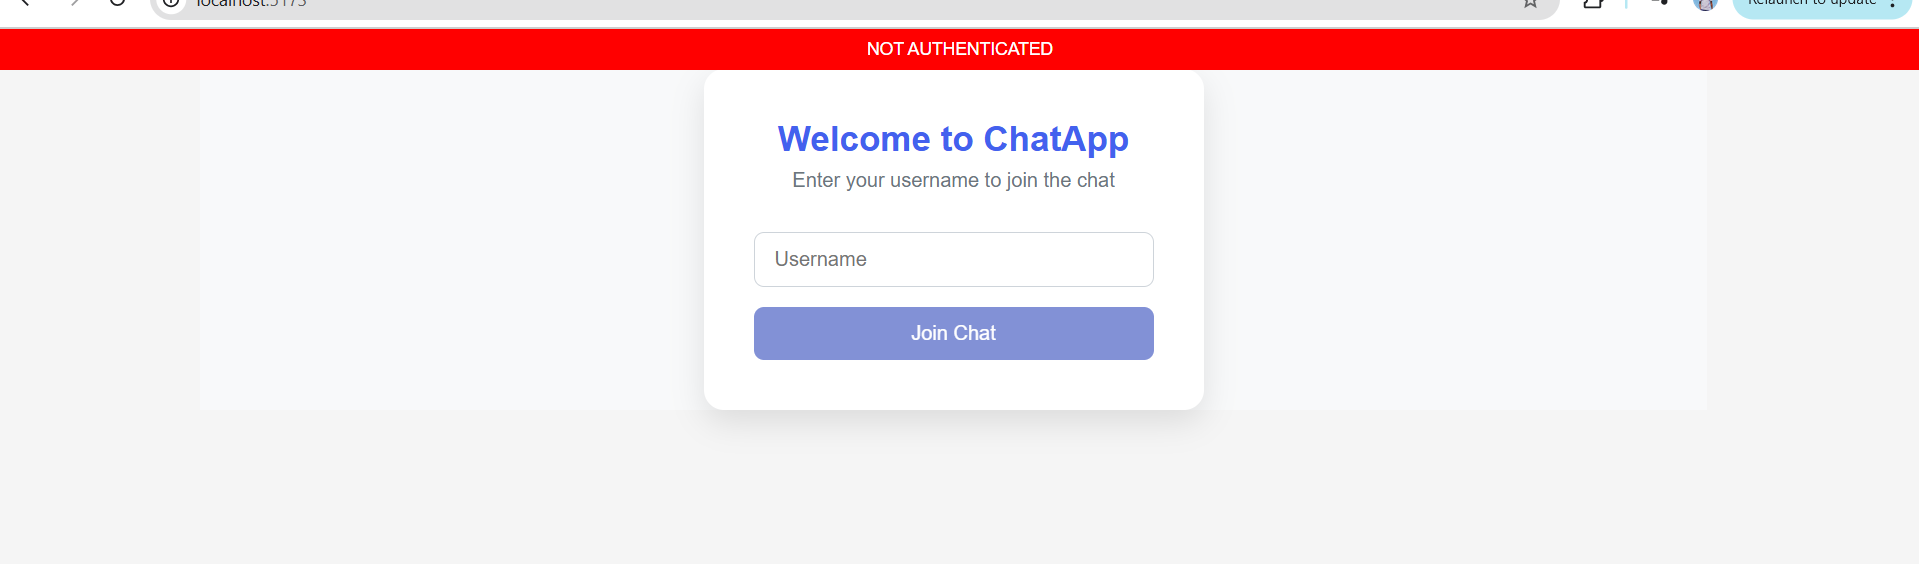 localhost:5173
Relaunch to update
NOT AUTHENTICATED
Welcome to ChatApp
Enter your username to join the chat
Username
Join Chat